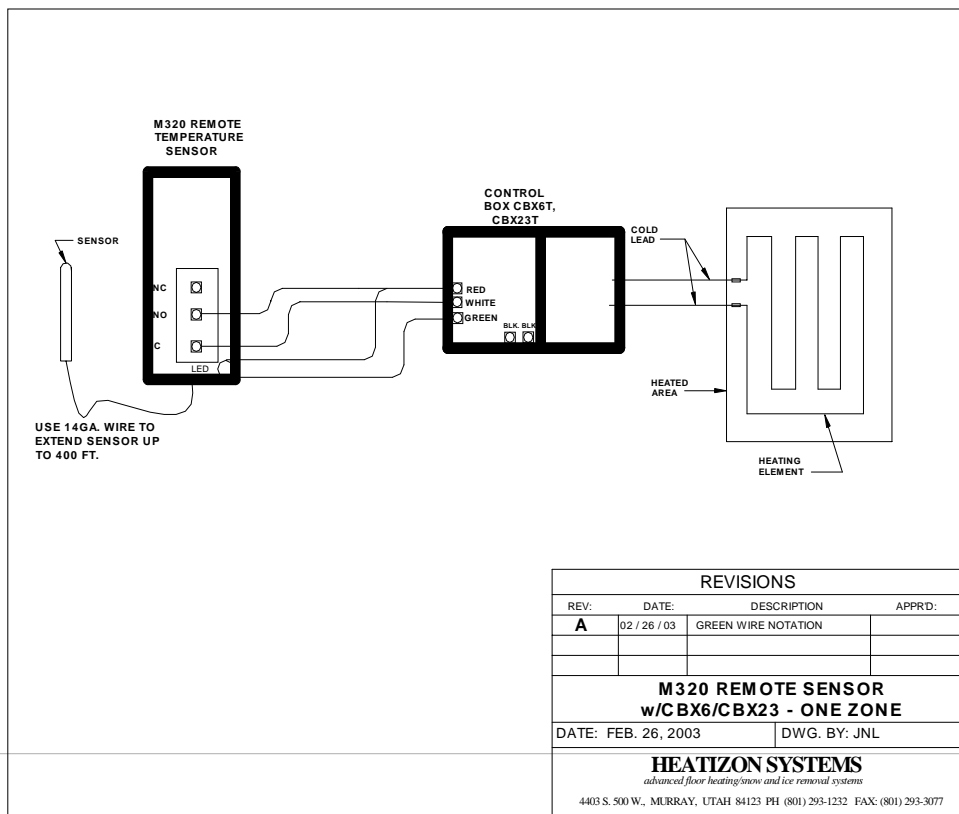 M320 REMOTE
TEMPERATURE
SENSOR
SENSOR
NC
NO
C
LED
USE 14GA. WIRE TO
EXTEND SENSOR UP
TO 400 FT.
CONTROL
BOX CBX6T,
CBX23T
RED
WHITE
GREEN
BLK. BLK
COLD
LEAD
HEATED
AREA
HEATING
ELEMENT
REVISIONS
REV: DATE: DESCRIPTION APPR'D:
A 02 / 26 / 03 GREEN WIRE NOTATION
M320 REMOTE SENSOR
w/CBX6/CBX23 - ONE ZONE
DATE: FEB. 26, 2003 DWG. BY: JNL
HEATIZON SYSTEMS
advanced floor heating/snow and ice removal systems
4403 S. 500 W., MURRAY, UTAH 84123 PH (801) 293-1232 FAX: (801) 293-3077